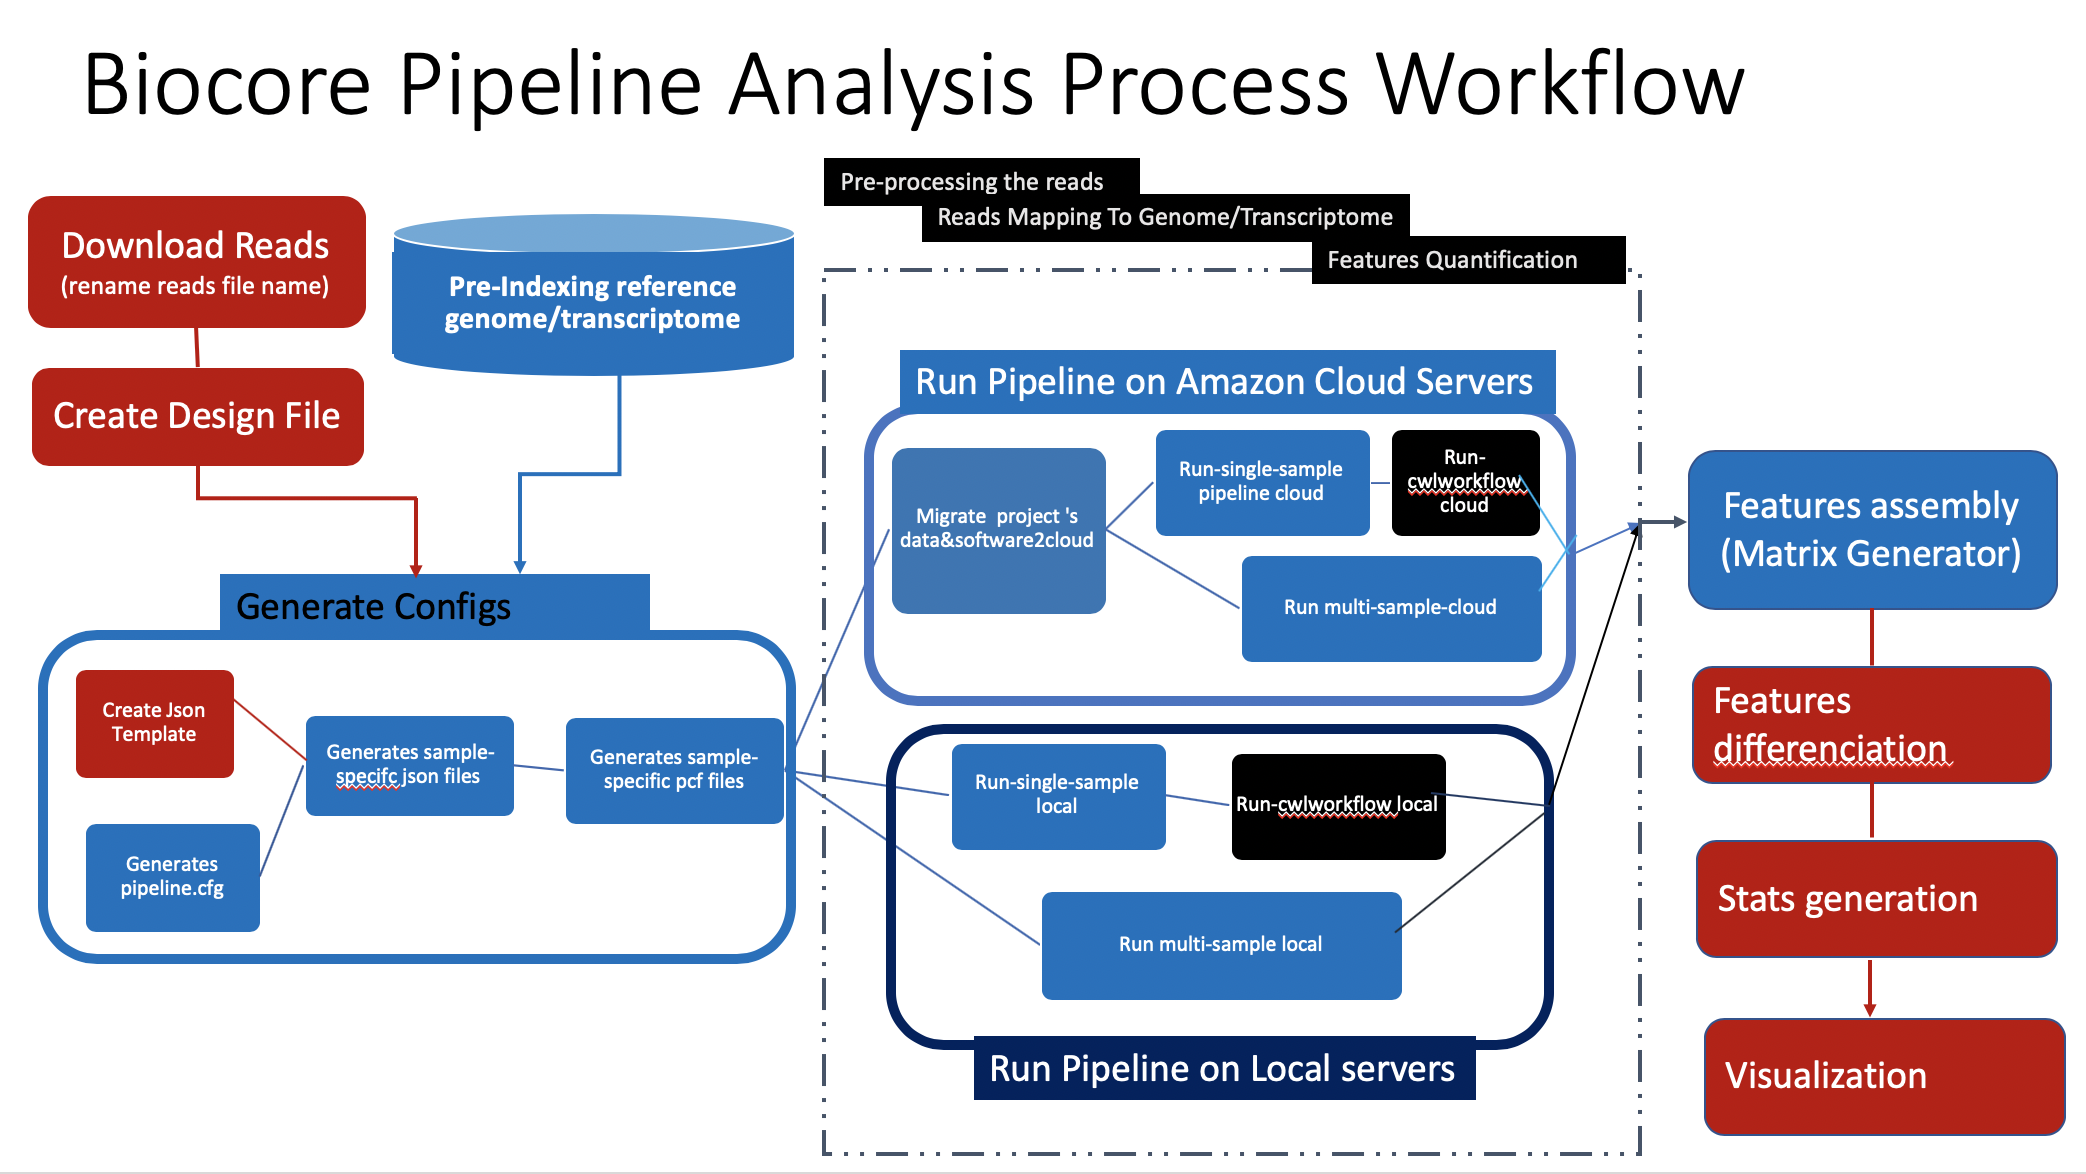 Biocore Pipeline Analysis Process Workflow
Pre-processing the reads
Reads Mapping To Genome/Transcriptome
Features Quantification
Download Reads
(rename reads file name)
Create Design File
Pre-Indexing reference
genome/transcriptome
Generate Configs
Create Json
Template
Generates
pipeline.cfg
Generates sample-
specifc json files
Generates sample-
specific pcf files
Run Pipeline on Amazon Cloud Servers
Migrate project 's
data&software2cloud
Run-single-sample
pipeline cloud
Run-
cwlworkflow
cloud
Run multi-sample-cloud
Run-single-sample
local
Run-cwlworkflow local
Run multi-sample local
Run Pipeline on Local servers
Features assembly
(Matrix Generator)
Features
differenciation
Stats generation
Visualization